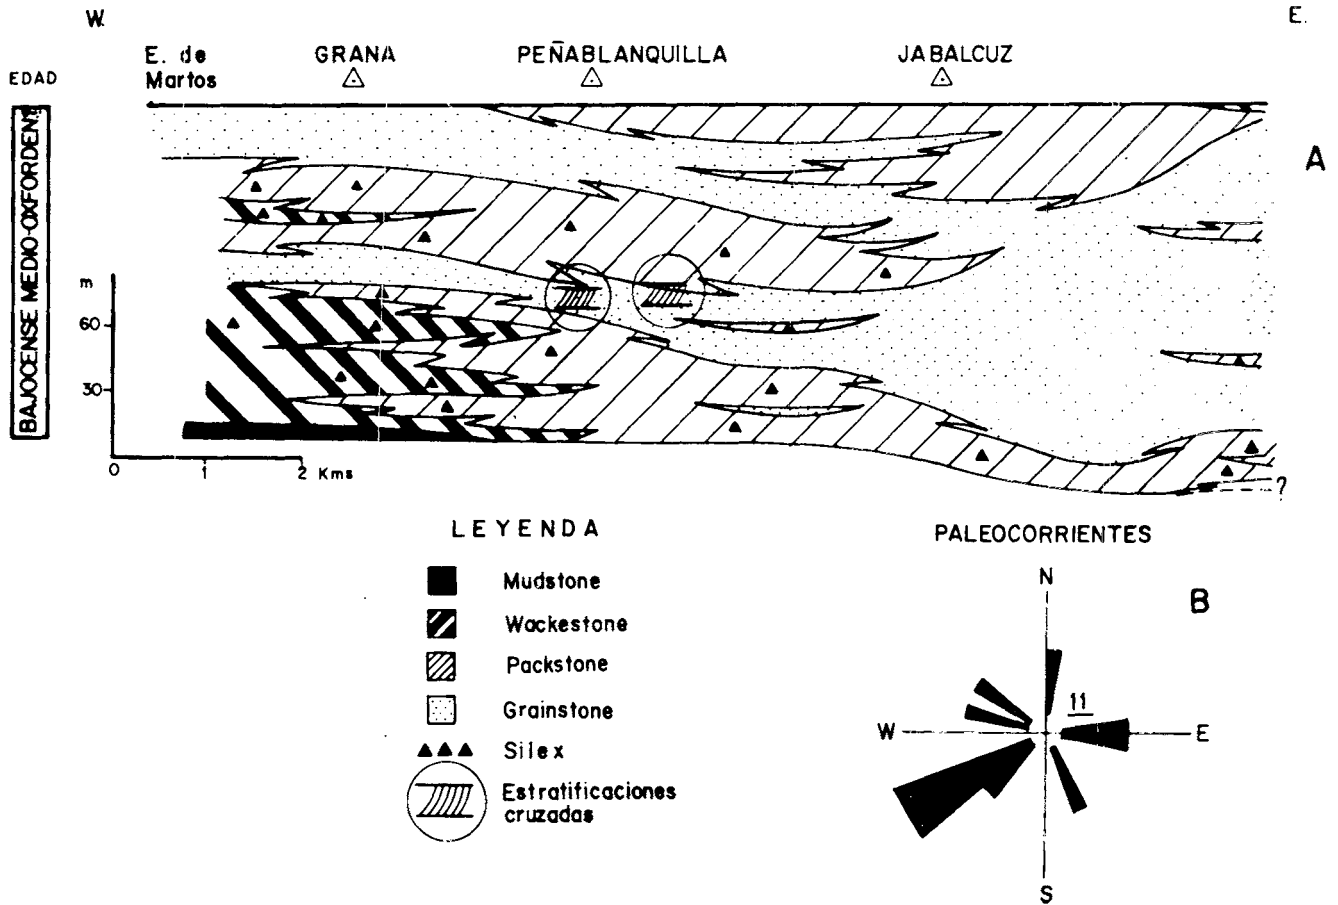 W.
E.
E. de
Martos
GRANA
PEÑABLANQUILLA
JABALCUZ
EDAD
BAJOCENSE MEDIO-OXFORDENSE
A
m
60
30
0
1
2
Kms
?
LEYENDA
Mudstone
Wackestone
Packstone
Grainstone
Silex
Estratificaciones
cruzadas
PALEOCORRIENTES
B
N
11
W
E
S